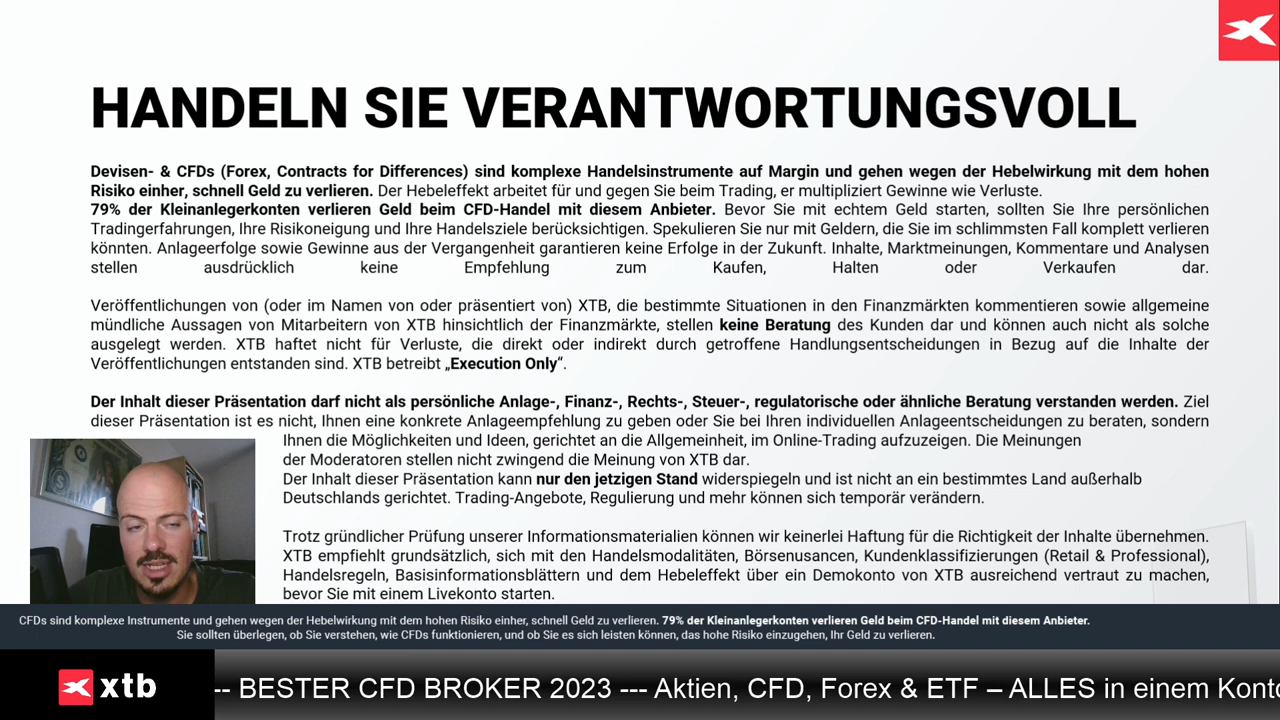 HANDELN SIE VERANTWORTUNGSVOLL
Devisen- & CFDs (Forex, Contracts for Differences) sind komplexe Handelsinstrumente auf Margin und gehen wegen der Hebelwirkung mit dem hohen
Risiko einher, schnell Geld zu verlieren. Der Hebeleffekt arbeitet für und gegen Sie beim Trading, er multipliziert Gewinne wie Verluste.
79% der Kleinanlegerkonten verlieren Geld beim CFD-Handel mit diesem Anbieter. Bevor Sie mit echtem Geld starten, sollten Sie Ihre persönlichen
Tradingerfahrungen, Ihre Risikoneigung und Ihre Handelsziele berücksichtigen. Spekulieren Sie nur mit Geldern, die Sie im schlimmsten Fall komplett verlieren
könnten. Anlageerfolge sowie Gewinne aus der Vergangenheit garantieren keine Erfolge in der Zukunft. Inhalte, Marktmeinungen, Kommentare und Analysen
stellen ausdrücklich keine Empfehlung zum Kaufen, Halten oder Verkaufen dar.
Veröffentlichungen von (oder im Namen von oder präsentiert von) XTB, die bestimmte Situationen in den Finanzmärkten kommentieren sowie allgemeine
mündliche Aussagen von Mitarbeitern von XTB hinsichtlich der Finanzmärkte, stellen keine Beratung des Kunden dar und können auch nicht als solche
ausgelegt werden. XTB haftet nicht für Verluste, die direkt oder indirekt durch getroffene Handlungsentscheidungen in Bezug auf die Inhalte der
Veröffentlichungen entstanden sind. XTB betreibt „Execution Only“.
Der Inhalt dieser Präsentation darf nicht als persönliche Anlage-, Finanz-, Rechts-, Steuer-, regulatorische oder ähnliche Beratung verstanden werden. Ziel
dieser Präsentation ist es nicht, Ihnen eine konkrete Anlageempfehlung zu geben oder Sie bei Ihren individuellen Anlageentscheidungen zu beraten, sondern
Ihnen die Möglichkeiten und Ideen, gerichtet an die Allgemeinheit, im Online-Trading aufzuzeigen. Die Meinungen
der Moderatoren stellen nicht zwingend die Meinung von XTB dar.
Der Inhalt dieser Präsentation kann nur den jetzigen Stand widerspiegeln und ist nicht an ein bestimmtes Land außerhalb
Deutschlands gerichtet. Trading-Angebote, Regulierung und mehr können sich temporär verändern.
Trotz gründlicher Prüfung unserer Informationsmaterialien können wir keinerlei Haftung für die Richtigkeit der Inhalte übernehmen.
XTB empfiehlt grundsätzlich, sich mit den Handelsmodalitäten, Börsenusancen, Kundenklassifizierungen (Retail & Professional),
Handelsregeln, Basisinformationsblättern und dem Hebeleffekt über ein Demokonto von XTB ausreichend vertraut zu machen,
bevor Sie mit einem Livekonto starten.
CFDs sind komplexe Instrumente und gehen wegen der Hebelwirkung mit dem hohen Risiko einher, schnell Geld zu verlieren. 79% der Kleinanlegerkonten verlieren Geld beim CFD-Handel mit diesem Anbieter.
Sie sollten überlegen, ob Sie verstehen, wie CFDs funktionieren, und ob Sie es sich leisten können, das hohe Risiko einzugehen, Ihr Geld zu verlieren.
xtb
-- BESTER CFD BROKER 2023 --- Aktien, CFD, Forex & ETF – ALLES in einem Konto